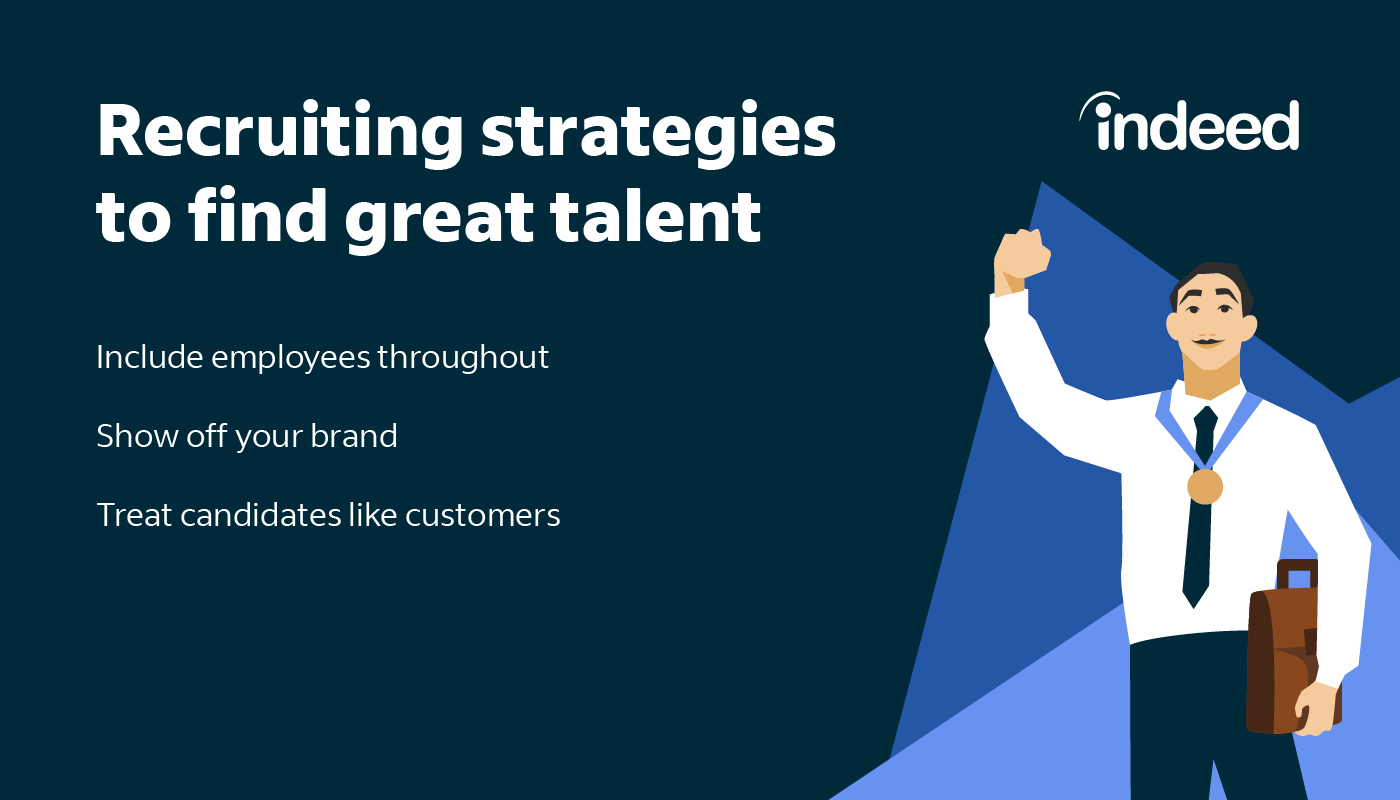 Recruiting strategies
to find great talent
indeed
Include employees throughout
Show off your brand
Treat candidates like customers